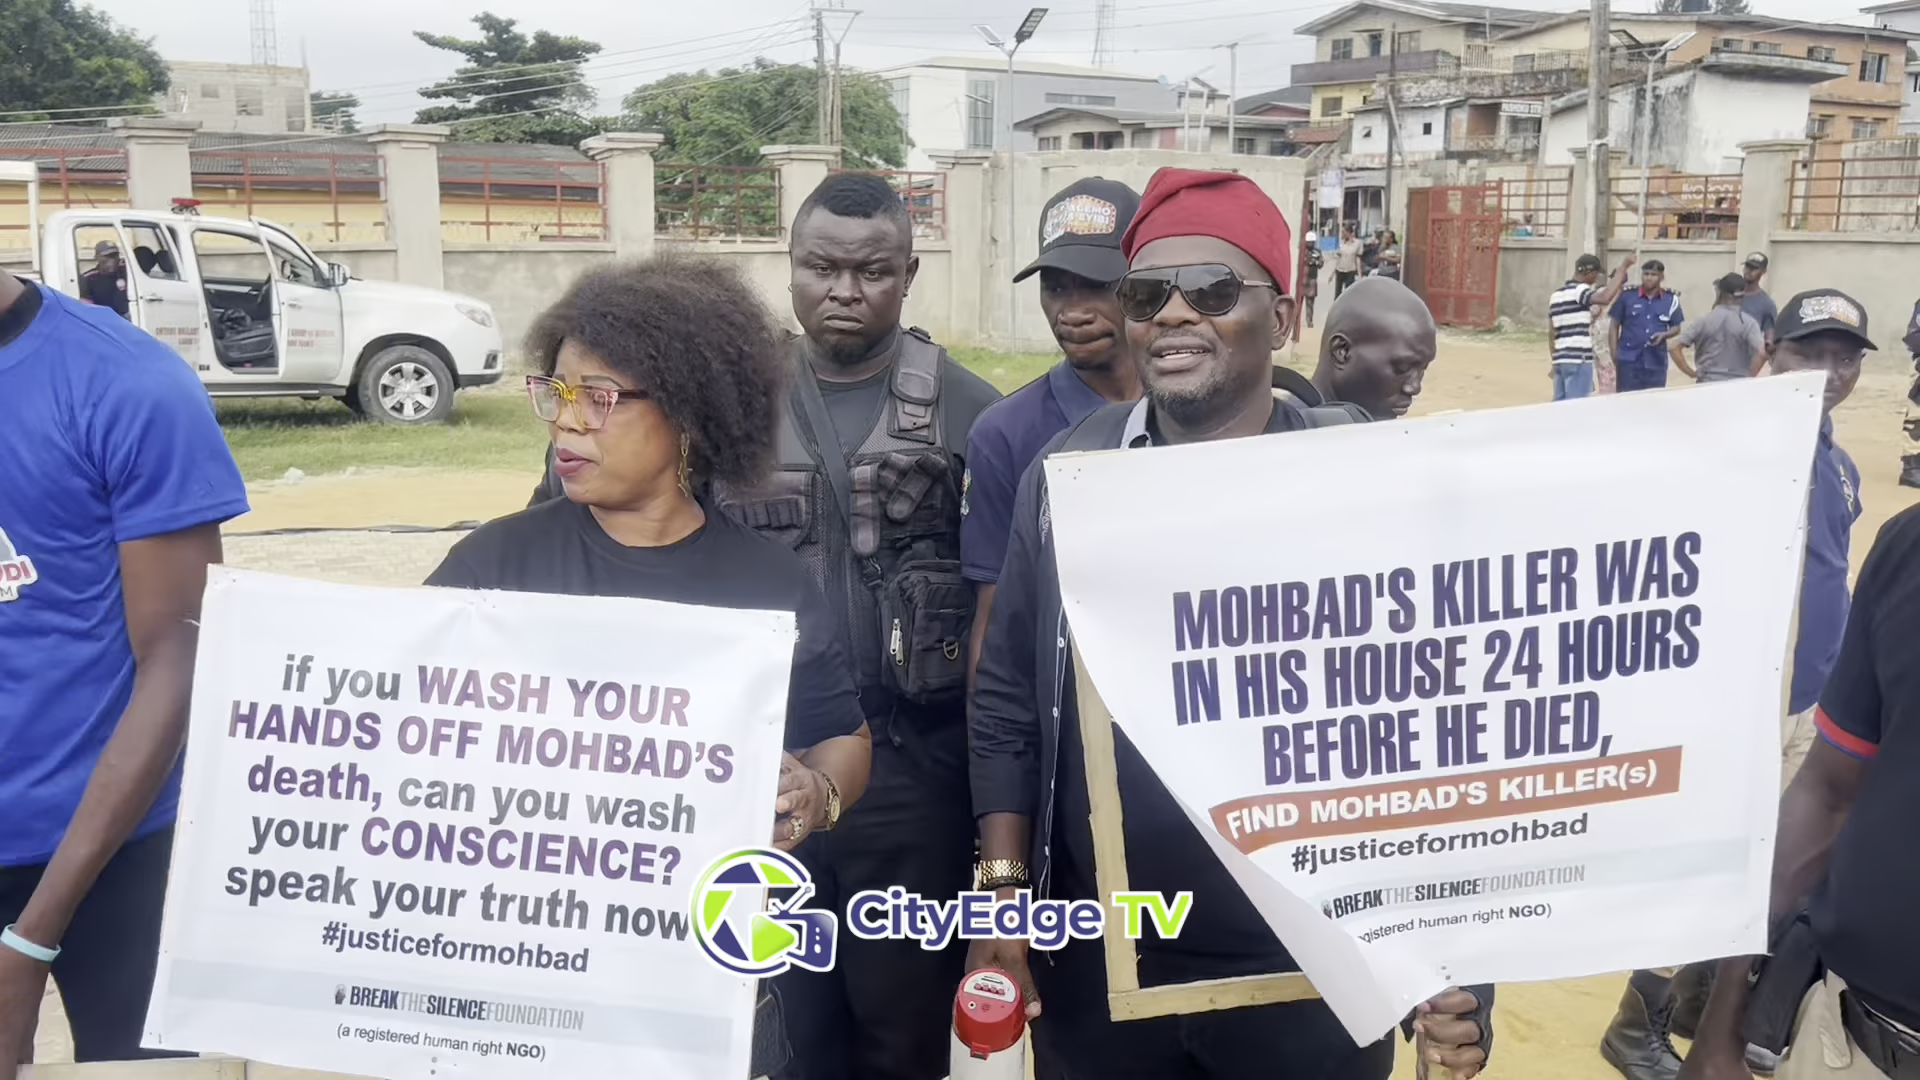 if you WASH YOUR
HANDS OFF MOHBAD'S
death, can you wash
your CONSCIENCE?
speak your truth now
#justiceformohbad
BREAKTHESILENCEFOUNDATION
(a registered human right NGO)
MOHBAD'S KILLER WAS
IN HIS HOUSE 24 HOURS
BEFORE HE DIED,
FIND MOHBAD'S KILLER(s)
#justiceformohbad
BREAKTHESILENCEFOUNDATION
human right NGO)
CityEdge TV